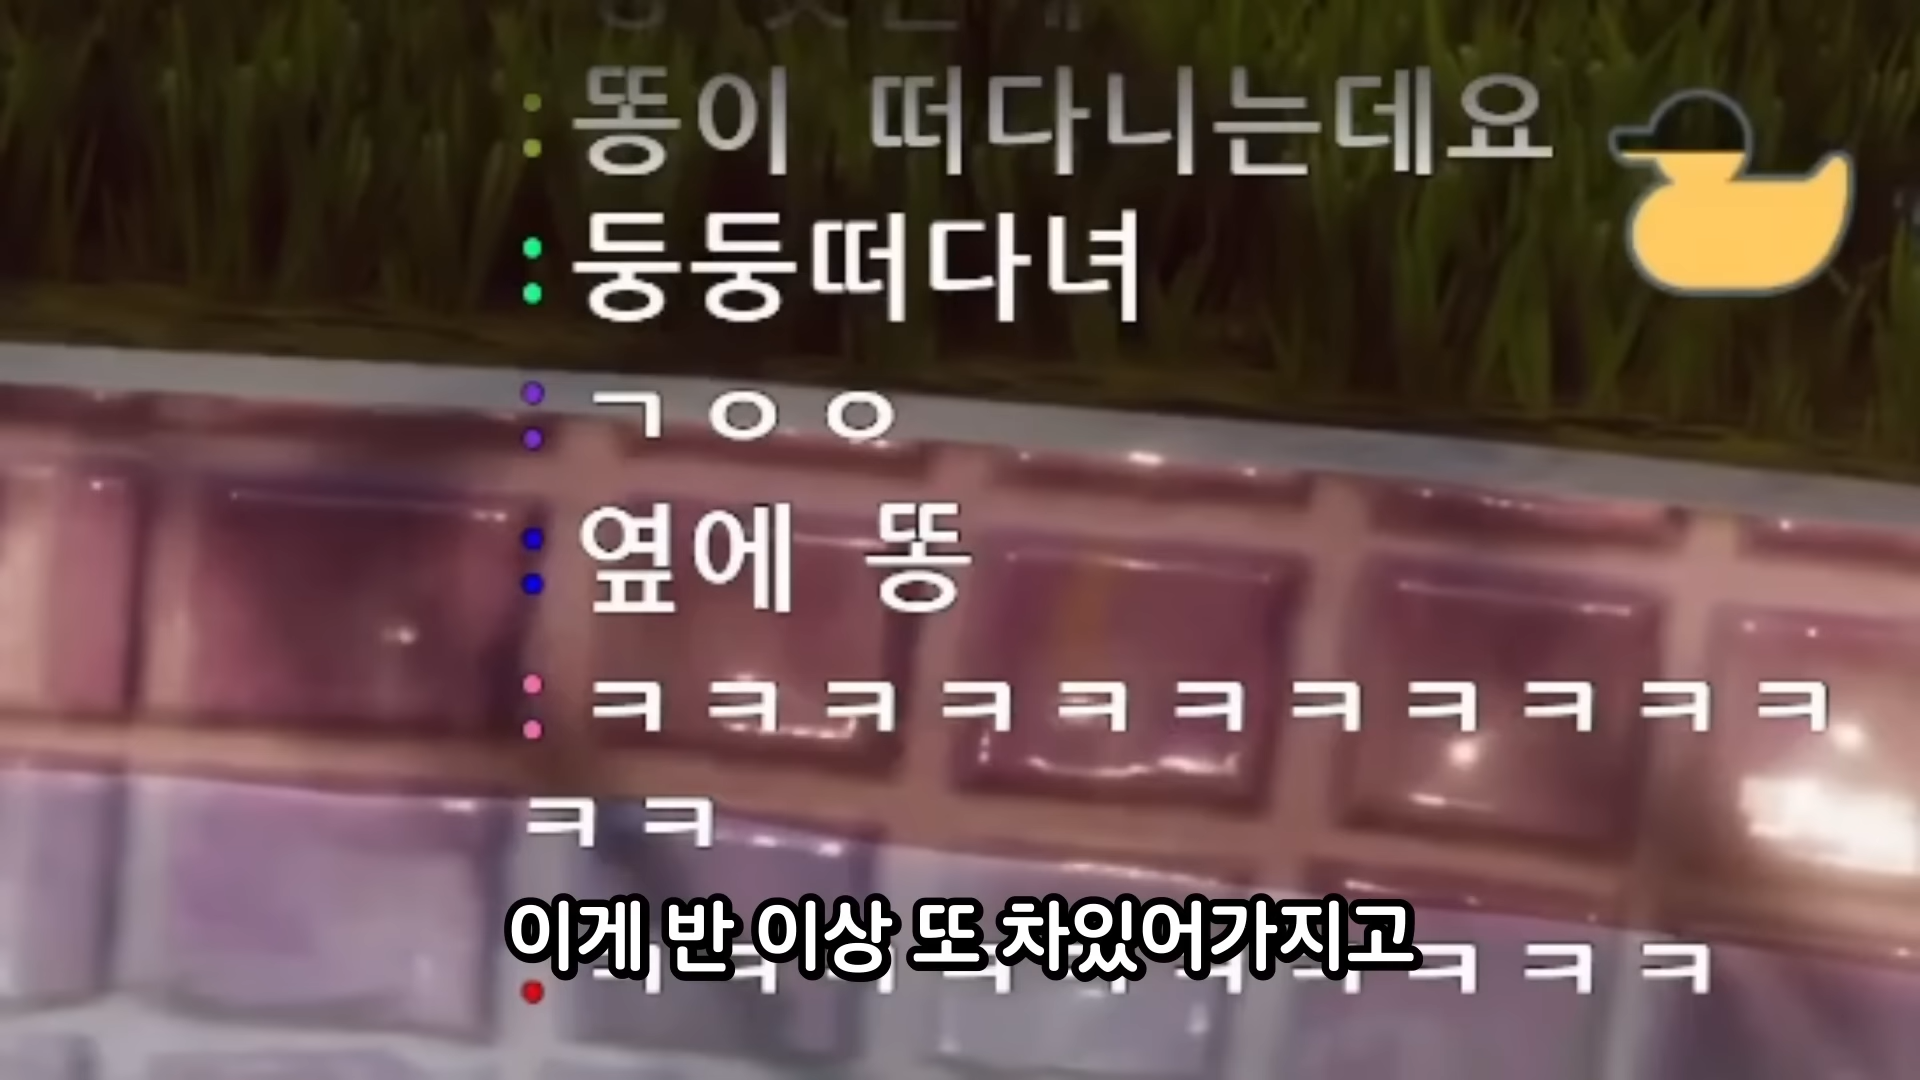 : 똥이 떠다니는데요
: 둥둥떠다녀
: ㄱㅇㅇ
: 옆에 똥
: ㅋㅋㅋㅋㅋㅋㅋㅋㅋㅋㅋ
ㅋㅋ
: ㅋㅋㅋㅋㅋㅋㅋㅋㅋㅋ
이게 반 이상 또 차있어가지고